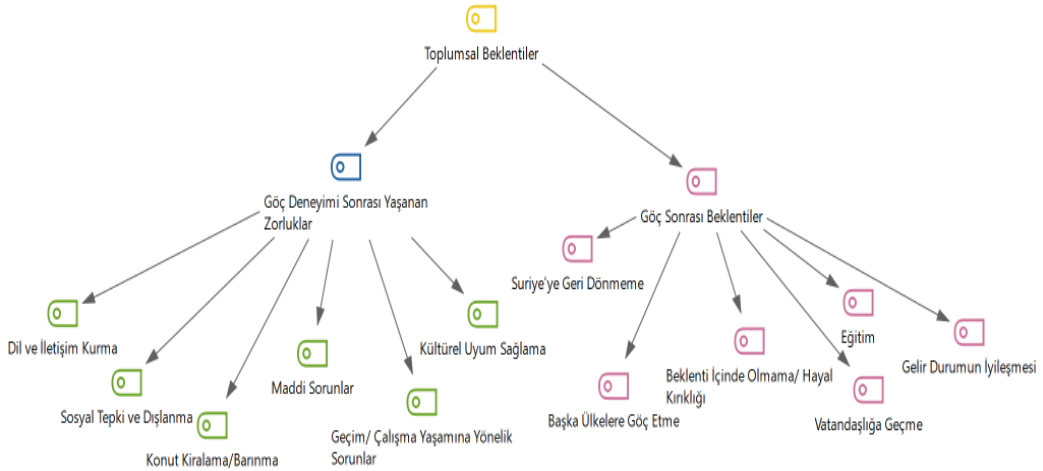 Toplumsal Beklentiler
Göç Deneyimi Sonrası Yaşanan
Zorluklar
Göç Sonrası Beklentiler
Suriye'ye Geri Dönmeme
Dil ve İletişim Kurma
Kültürel Uyum Sağlama
Eğitim
Gelir Durumun İyileşmesi
Maddi Sorunlar
Beklenti İçinde Olmama/ Hayal
Kırıklığı
Sosyal Tepki ve Dışlanma
Başka Ülkelere Göç Etme
Vatandaşlığa Geçme
Geçim/ Çalışma Yaşamına Yönelik
Sorunlar
Konut Kiralama/Barınma